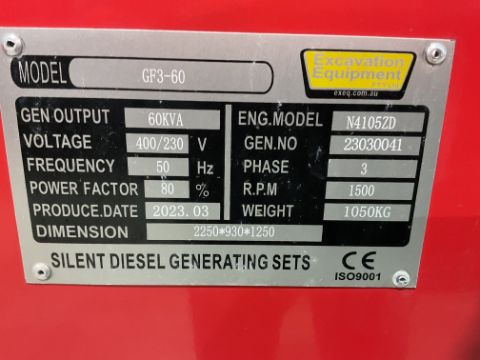 MODEL GF3-60
Excavation
Equipment
exeq.com.au
GEN OUTPUT 60KVA ENG.MODEL N4105ZD
VOLTAGE 400/230 V GEN.NO 23030041
FREQUENCY 50 Hz PHASE 3
POWER FACTOR 80 % R.P.M 1500
PRODUCE.DATE 2023.03 WEIGHT 1050KG
DIMENSION 2250*930*1250
SILENT DIESEL GENERATING SETS CE
ISO9001